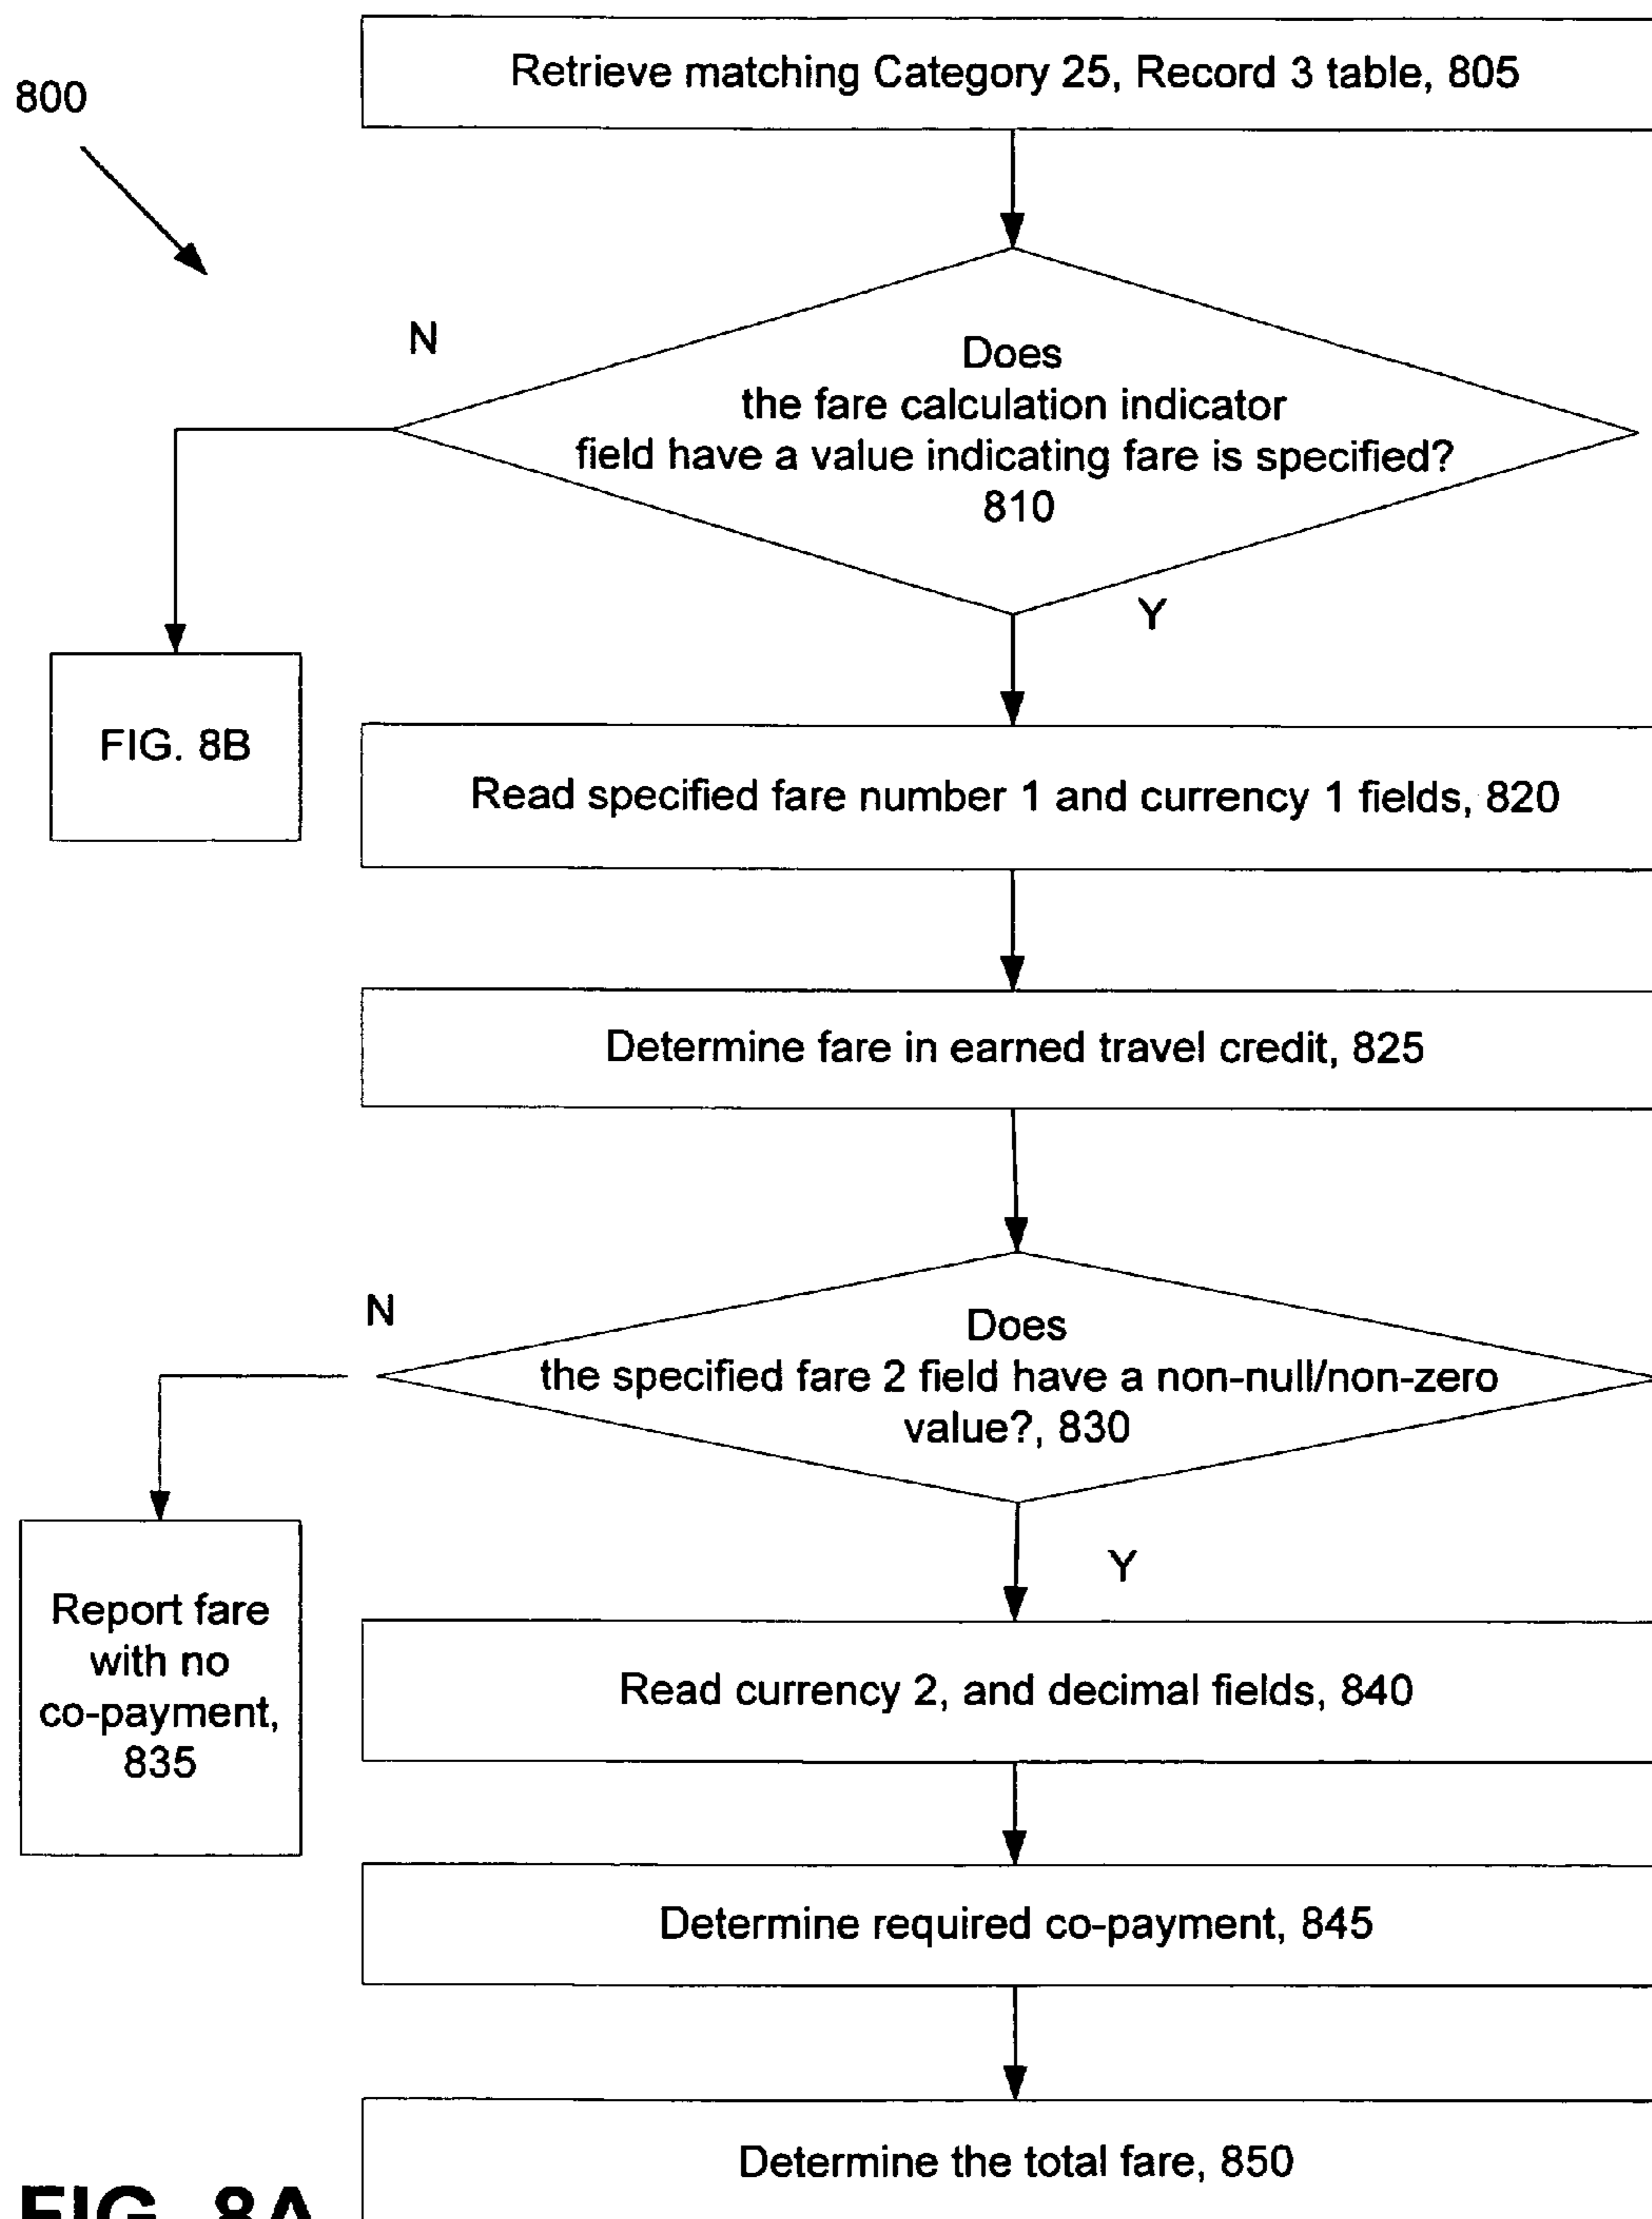 Retrieve matching Category 25, Record 3 table, 805
800
N
Does
the fare calculation indicator
field have a value indicating fare is specified?
810
Y
FIG. 8B
Read specified fare number 1 and currency 1 fields, 820
Determine fare in earned travel credit, 825
N
Does
the specified fare 2 field have a non-null/non-zero
value?, 830
Y
Report fare
with no
co-payment,
835
Read currency 2, and decimal fields, 840
Determine required co-payment, 845
Determine the total fare, 850
FIG. 8A